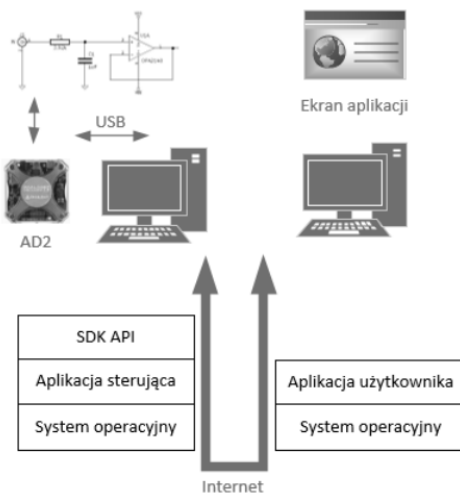 USB
Ekran aplikacji
AD2
SDK API
Aplikacja sterująca
System operacyjny
Aplikacja użytkownika
System operacyjny
Internet